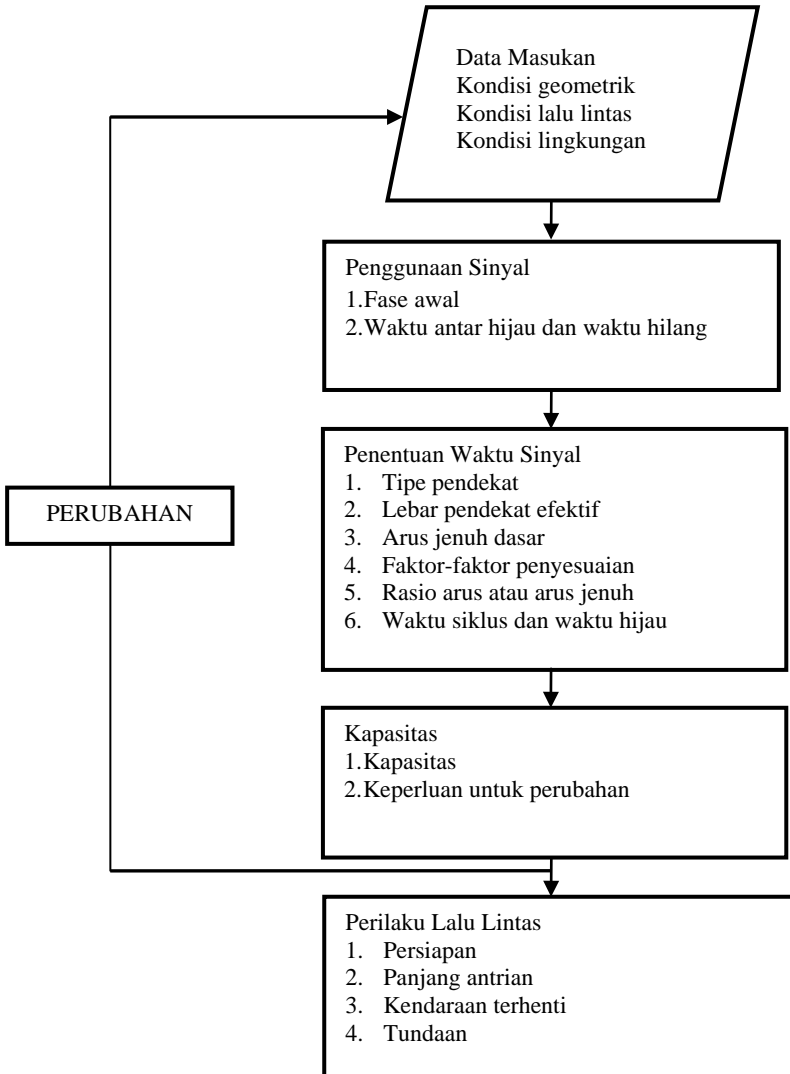 Data Masukan
Kondisi geometrik
Kondisi lalu lintas
Kondisi lingkungan
Penggunaan Sinyal
1.Fase awal
2.Waktu antar hijau dan waktu hilang
Penentuan Waktu Sinyal
1. Tipe pendekat
2. Lebar pendekat efektif
3. Arus jenuh dasar
4. Faktor-faktor penyesuaian
5. Rasio arus atau arus jenuh
6. Waktu siklus dan waktu hijau
PERUBAHAN
Kapasitas
1.Kapasitas
2.Keperluan untuk perubahan
Perilaku Lalu Lintas
1. Persiapan
2. Panjang antrian
3. Kendaraan terhenti
4. Tundaan